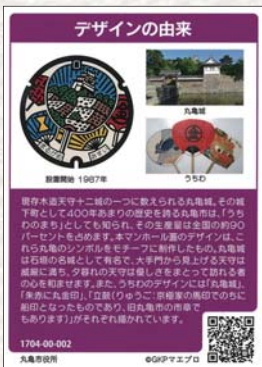 デザインの由来
丸亀城
設置開始 1987年
うちわ
現存木造天守十二城の一つに数えられる丸亀城。その城
下町として400年あまりの歴史を誇る丸亀市は、「うち
わのまち」としても知られ、その生産量は全国の約90
パーセントを占めます。本マンホール蓋のデザインは、こ
れら丸亀のシンボルをモチーフに制作したもの。丸亀城
は石垣の名城として有名で、大手門から見上げる天守は
威厳に満ち、夕暮れの天守は優しさをまとって訪れる者
の心を和ませます。また、うちわのデザインには「丸亀城」、
「朱赤に丸金印」、「立鼓(りゅうご:京極家の馬印でのちに
船印となったものであり、旧丸亀市の市章で
もあります)」がそれぞれ描かれています。
1704-00-002
丸亀市役所
©GKPマエプロ